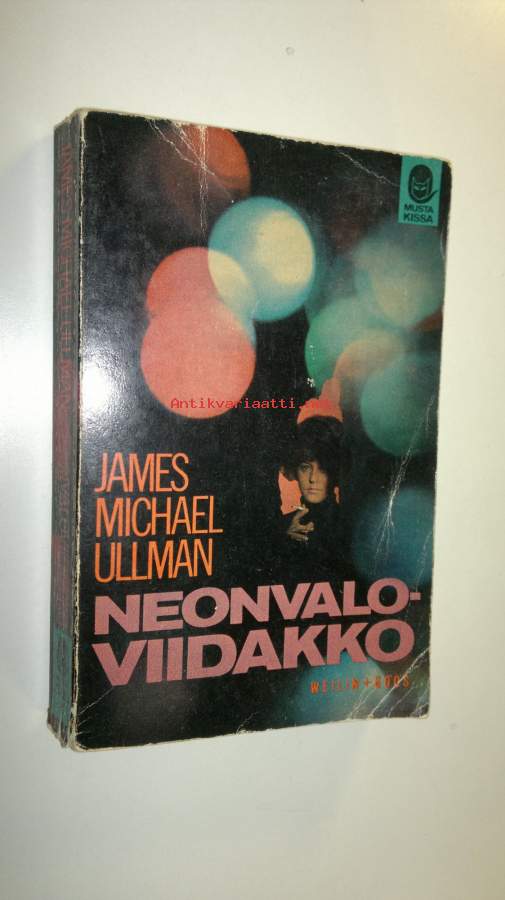 MUSTA
KISSA
Antikvariaatti.net
JAMES
MICHAEL
ULLMAN
NEONVALO-
VIIDAKKO
WEILIN + GÖÖS